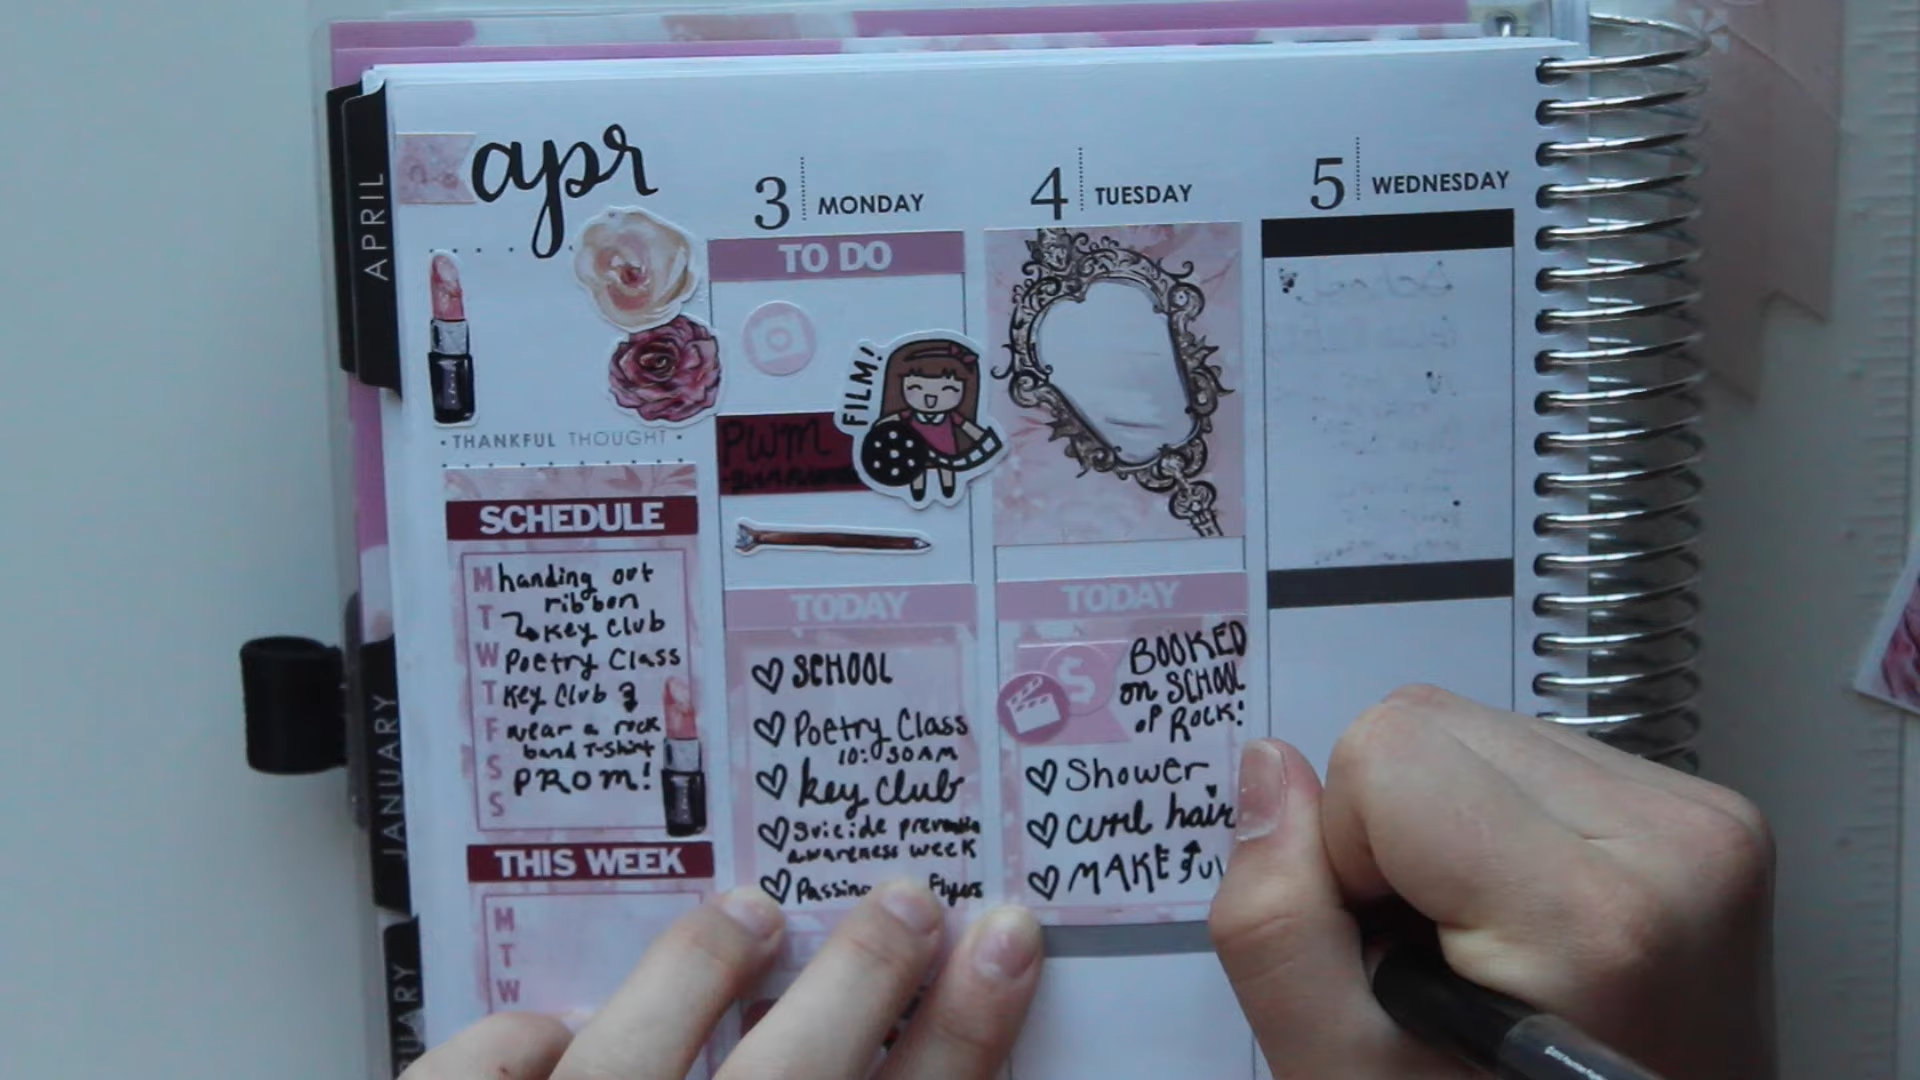 apr
APRIL
3 MONDAY
4 TUESDAY
5 WEDNESDAY
TO DO
FILM!
PWM
THANKFUL THOUGHT
SCHEDULE
M handing out
ribbon
T
Key Club
W Poetry Class
T Key Club
F wear a rock
band T-shirt
S PROM!
S
THIS WEEK
M
T
W
TODAY
SCHOOL
Poetry Class
10:30AM
key club
Suicide prevention
awareness week
Passing Flyers
TODAY
$
BOOKED
on SCHOOL
of ROCK!
Shower
curl hair
MAKE
JANUARY
UARY